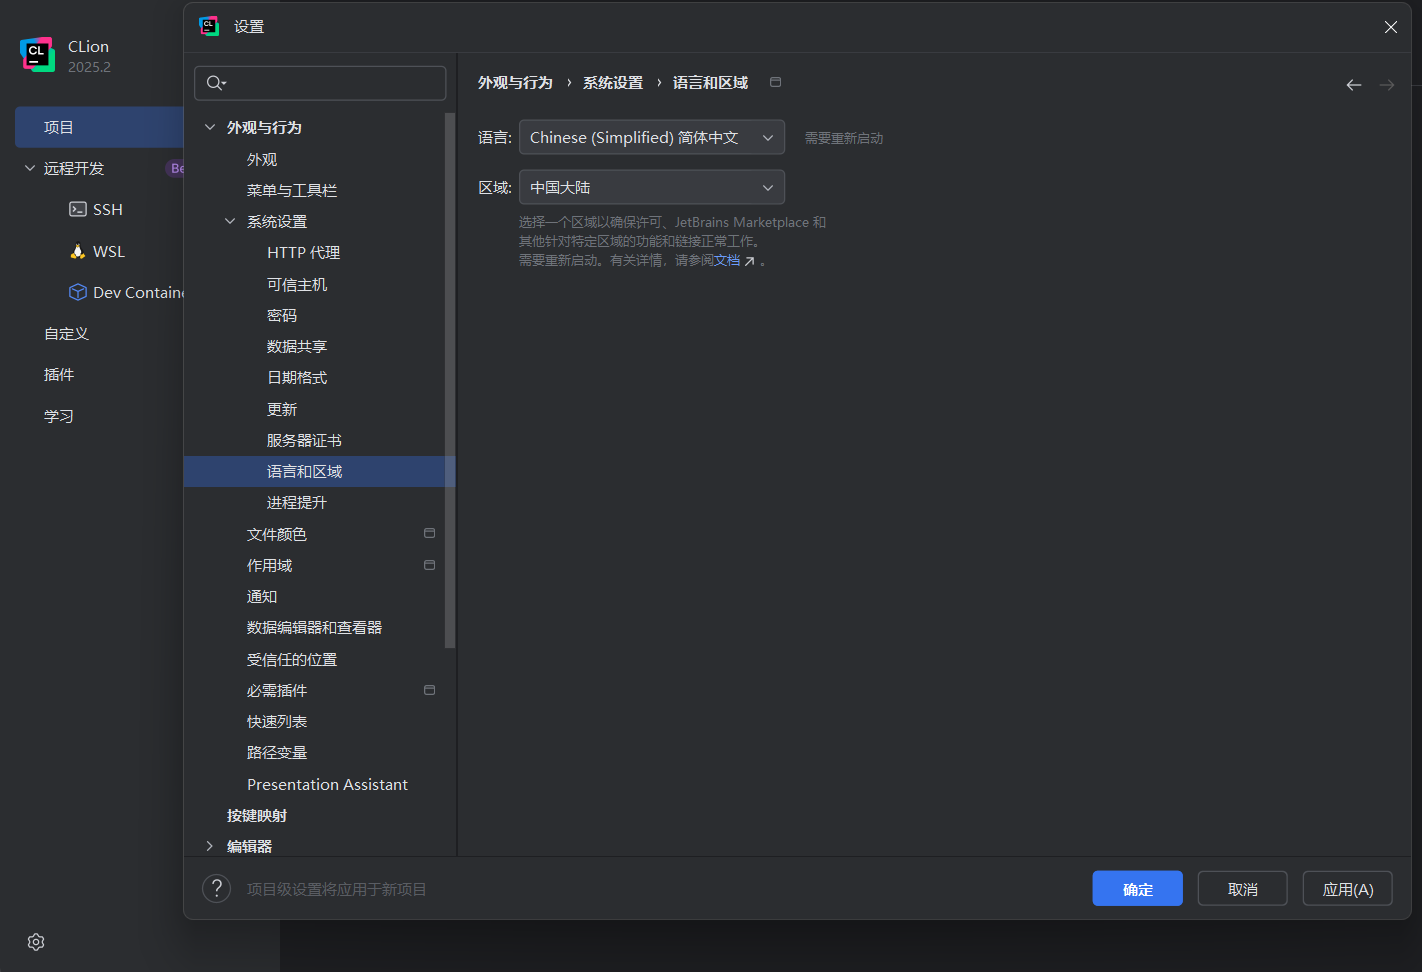 CL
设置
CL
CLion
2025.2
项目
远程开发
SSH
WSL
自定义
插件
学习
外观与行为
外观
菜单与工具栏
系统设置
HTTP 代理
可信主机
密码
数据共享
日期格式
更新
服务器证书
语言和区域
进程提升
文件颜色
作用域
通知
数据编辑器和查看器
受信任的位置
必需插件
快速列表
路径变量
Presentation Assistant
按键映射
编辑器
外观与行为 › 系统设置 › 语言和区域
语言: Chinese (Simplified) 简体中文 需要重新启动
区域: 中国大陆
选择一个区域以确保许可、JetBrains Marketplace 和
其他针对特定区域的功能和链接正常工作。
需要重新启动。有关详情，请参阅文档 ↗ 。
? 项目级设置将应用于新项目
确定
取消
应用(A)